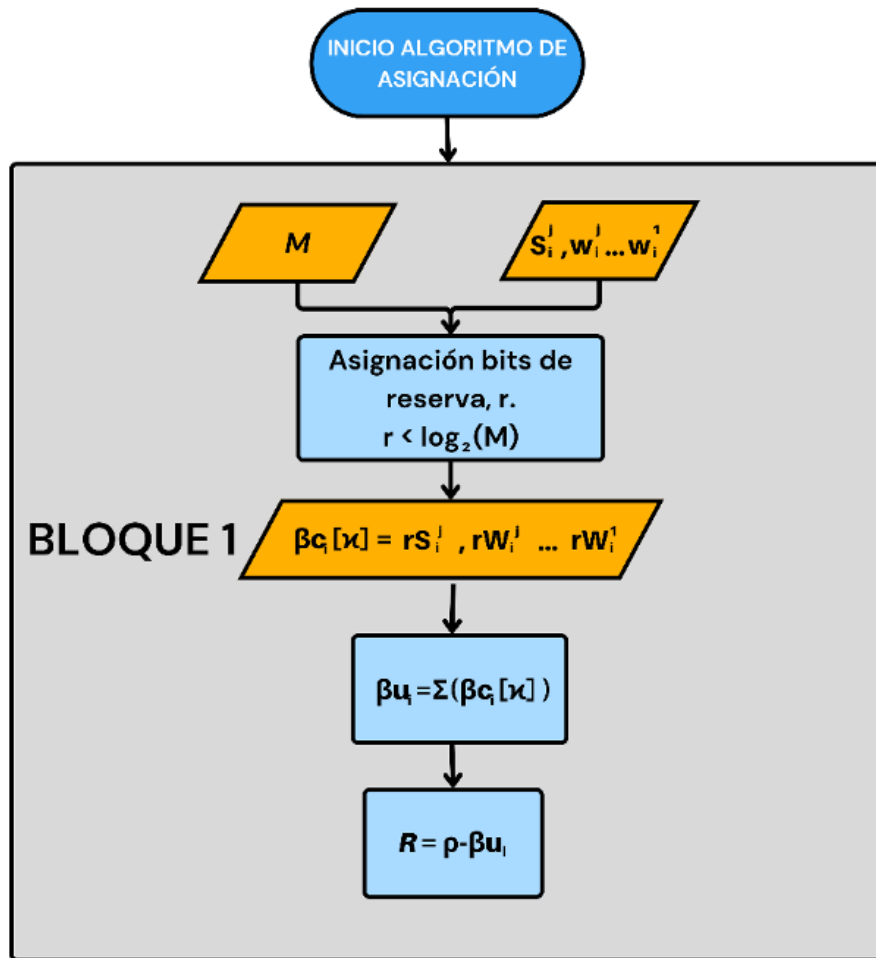 INICIO ALGORITMO DE
ASIGNACIÓN
M
Sᵢʲ, wᵢʲ... wᵢ¹
Asignación bits de
reserva, r.
r < log₂(M)
BLOQUE 1
βcᵢ[ϰ] = rSᵢʲ , rWᵢʲ ... rWᵢ¹
βuᵢ=Σ(βcᵢ[ϰ])
R = ρ-βuᵢ